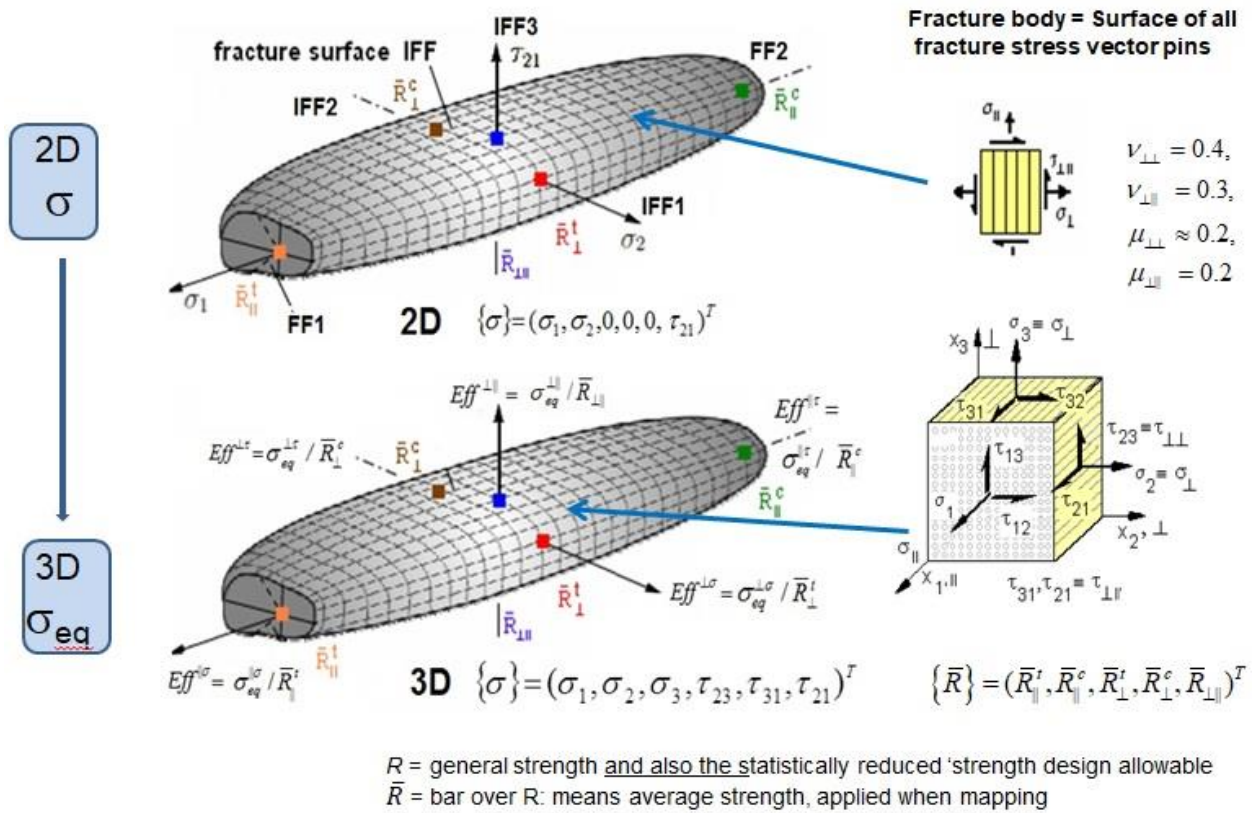 Fracture body = Surface of all
fracture stress vector pins
2D
σ
fracture surface IFF
IFF3
τ₂₁
FF2
IFF2
R̄⊥ᶜ
R̄∥ᶜ
IFF1
σ₂
R̄⊥ᵗ
R̄⊥∥
σ₁
R̄∥ᵗ
FF1
2D {σ}=(σ₁,σ₂,0,0,0,τ₂₁)ᵀ
σ∥
τ⊥∥
σ⊥
ν⊥⊥ = 0.4,
ν⊥∥ = 0.3,
μ⊥⊥ ≈ 0.2,
μ⊥∥ = 0.2
3D
σeq
Eff^⊥∥ = σeq^⊥∥ / R̄⊥∥
Eff^∥τ =
σeq^∥τ / R̄∥ᶜ
Eff^⊥τ = σeq^⊥τ / R̄⊥ᶜ
R̄⊥ᶜ
R̄∥ᶜ
R̄⊥ᵗ
Eff^⊥σ = σeq^⊥σ / R̄⊥ᵗ
R̄⊥∥
R̄∥ᵗ
Eff^∥σ = σeq^∥σ / R̄∥ᵗ
x₃ ⊥
σ₃≡ σ⊥
τ₃₁
τ₃₂
τ₂₃≡ τ⊥⊥
τ₁₃
σ₂≡ σ⊥
σ₁
τ₁₂
τ₂₁
x₂, ⊥
σ∥
x₁,∥
τ₃₁,τ₂₁≡ τ⊥∥
3D {σ}=(σ₁,σ₂,σ₃,τ₂₃,τ₃₁,τ₂₁)ᵀ
{R̄} = (R̄∥ᵗ, R̄∥ᶜ, R̄⊥ᵗ, R̄⊥ᶜ, R̄⊥∥)ᵀ
R = general strength and also the statistically reduced ‘strength design allowable
R̄ = bar over R: means average strength, applied when mapping